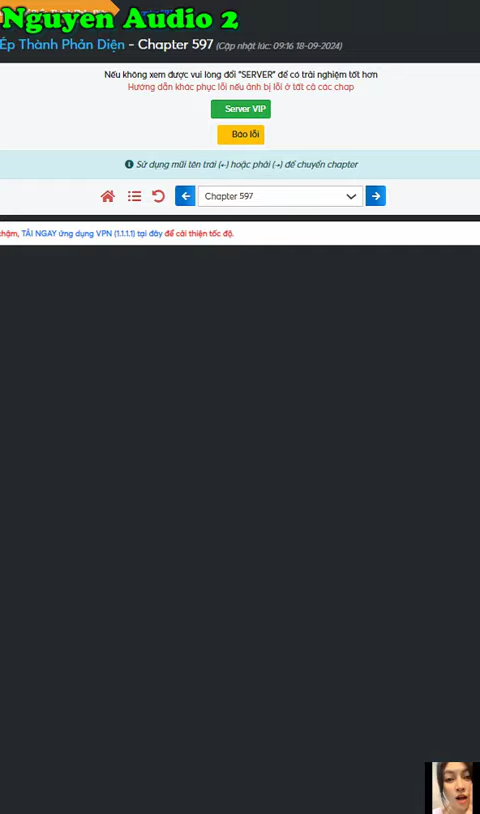 Nguyen Audio 2
Ép Thành Phản Diện - Chapter 597 (Cập nhật lúc: 09:16 18-09-2024)
Nếu không xem được vui lòng đổi "SERVER" để có trải nghiệm tốt hơn
Hướng dẫn khắc phục lỗi nếu ảnh bị lỗi ở tất cả các chap
Server VIP
Báo lỗi
Sử dụng mũi tên trái (←) hoặc phải (→) để chuyển chapter
Chapter 597
chậm, TẢI NGAY ứng dụng VPN (1.1.1.1) tại đây để cải thiện tốc độ.